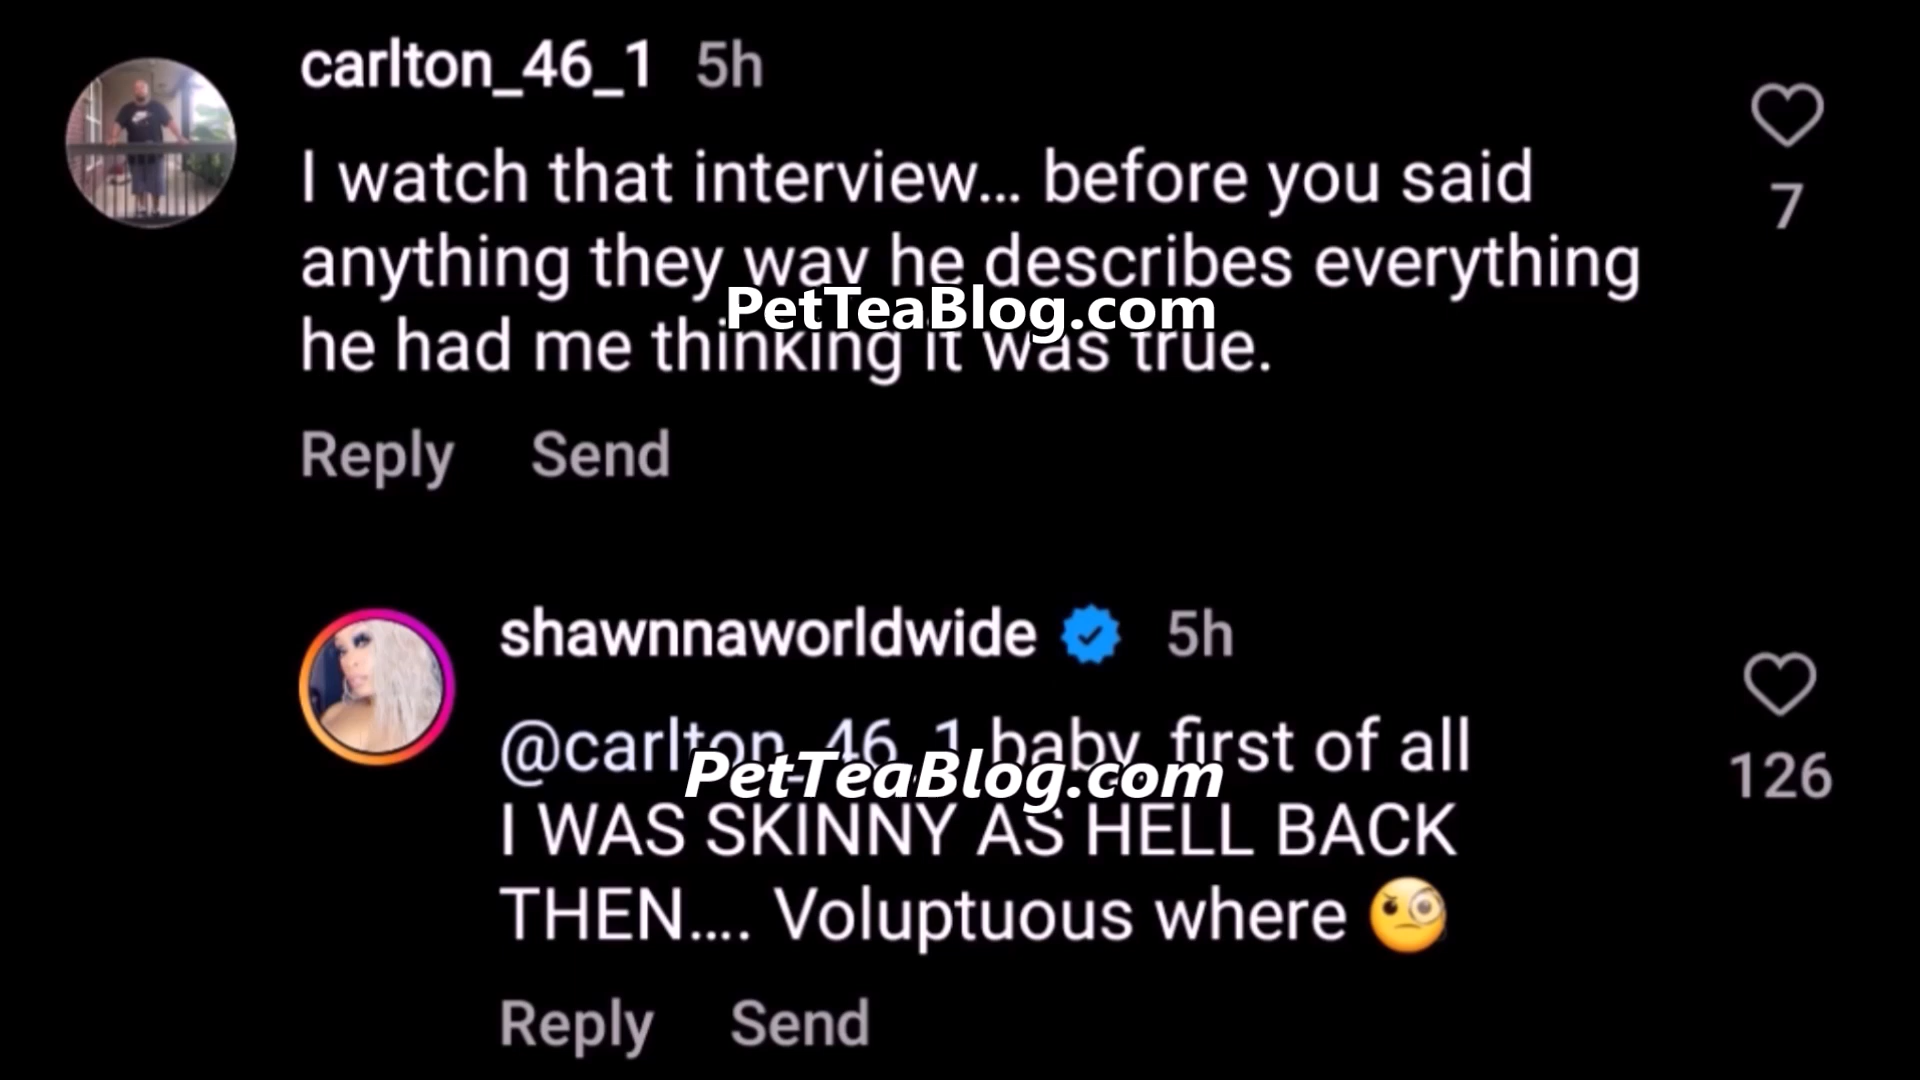 carlton_46_1 5h
I watch that interview... before you said
anything they way he describes everything
he had me thinking it was true.
7
PetTeaBlog.com
Reply Send
shawnnaworldwide 5h
@carlton_46_1 baby, first of all
I WAS SKINNY AS HELL BACK
THEN.... Voluptuous where 🧐
126
PetTeaBlog.com
Reply Send